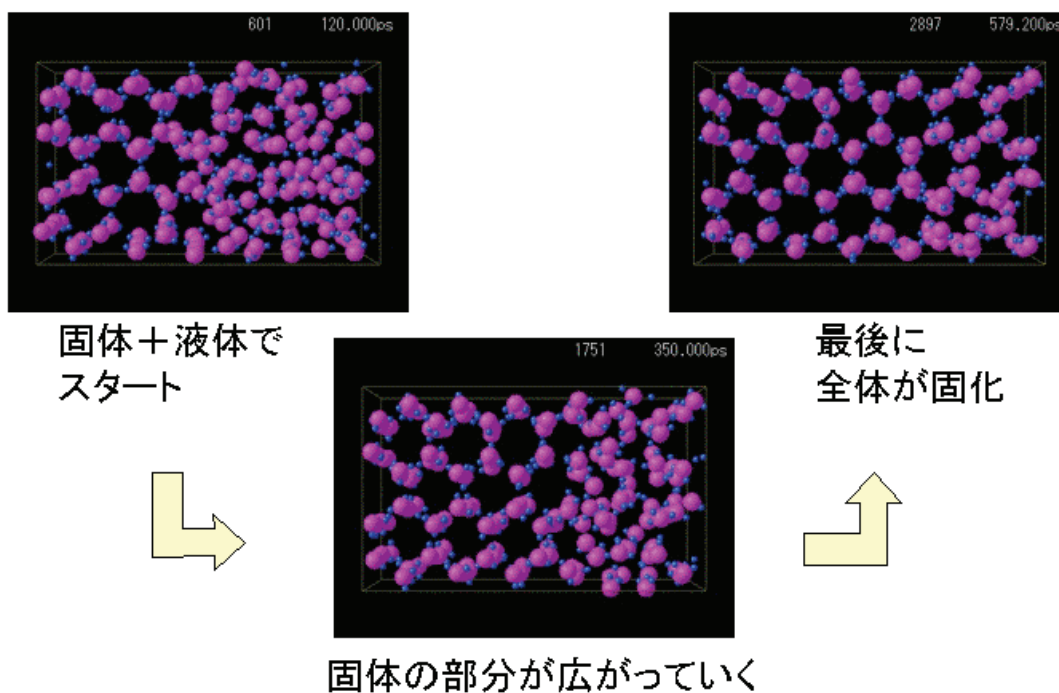 601 120.000ps
固体＋液体で
スタート
1751 350.000ps
固体の部分が広がっていく
2897 579.200ps
最後に
全体が固化